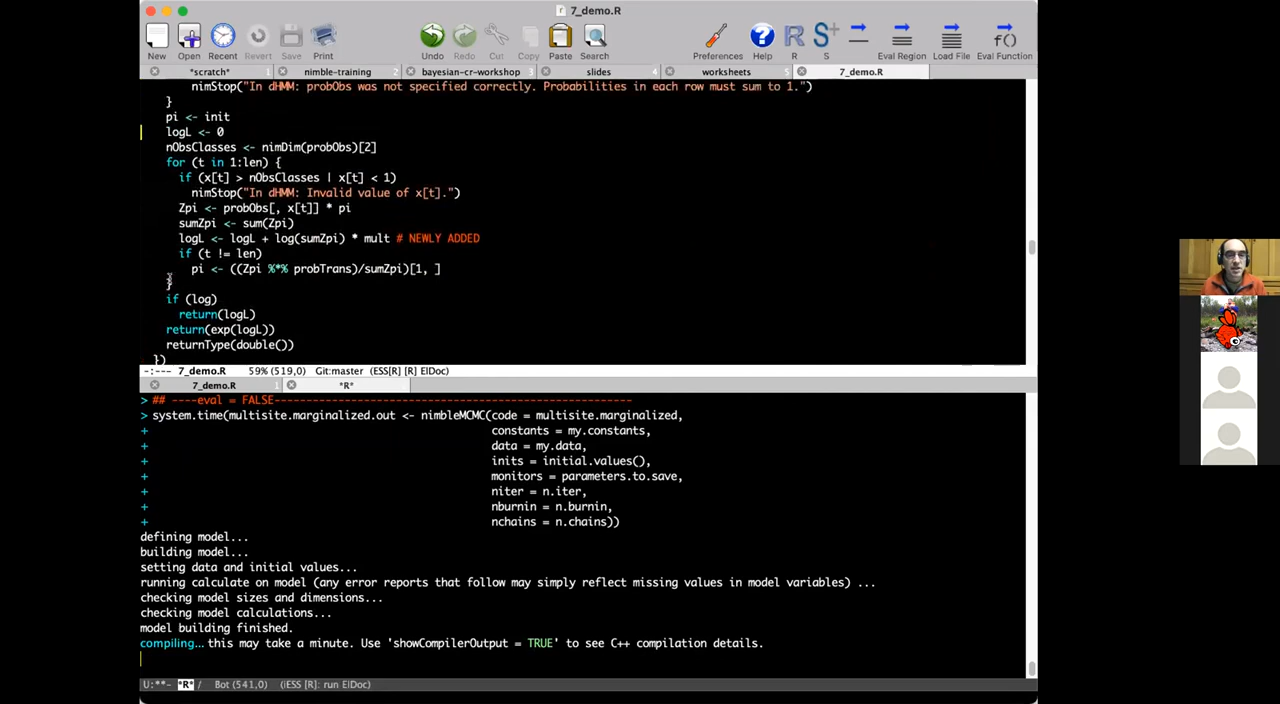 7_demo.R
New Open Recent Revert Save Print Undo Redo Cut Copy Paste Search Preferences Help R S Eval Region Load File Eval Function
*scratch* 1 nimble-training 2 bayesian-cr-workshop 3 slides 4 worksheets 5 7_demo.R
nimStop("In dHMM: probObs was not specified correctly. Probabilities in each row must sum to 1.")
}
pi <- init
logL <- 0
nObsClasses <- nimDim(probObs)[2]
for (t in 1:len) {
if (x[t] > nObsClasses | x[t] < 1)
nimStop("In dHMM: Invalid value of x[t].")
Zpi <- probObs[, x[t]] * pi
sumZpi <- sum(Zpi)
logL <- logL + log(sumZpi) * mult # NEWLY ADDED
if (t != len)
pi <- ((Zpi %*% probTrans)/sumZpi)[1, ]
}
if (log)
return(logL)
return(exp(logL))
returnType(double())
})
-:--- 7_demo.R 59% (519,0) Git:master (ESS[R] [R] ElDoc)
7_demo.R 1 *R*
> ## ----eval = FALSE----------------------------------------------------
> system.time(multisite.marginalized.out <- nimbleMCMC(code = multisite.marginalized,
+ constants = my.constants,
+ data = my.data,
+ inits = initial.values(),
+ monitors = parameters.to.save,
+ niter = n.iter,
+ nburnin = n.burnin,
+ nchains = n.chains))
defining model...
building model...
setting data and initial values...
running calculate on model (any error reports that follow may simply reflect missing values in model variables) ...
checking model sizes and dimensions...
checking model calculations...
model building finished.
compiling... this may take a minute. Use 'showCompilerOutput = TRUE' to see C++ compilation details.
U:**- *R* / Bot (541,0) (iESS [R]: run ElDoc)